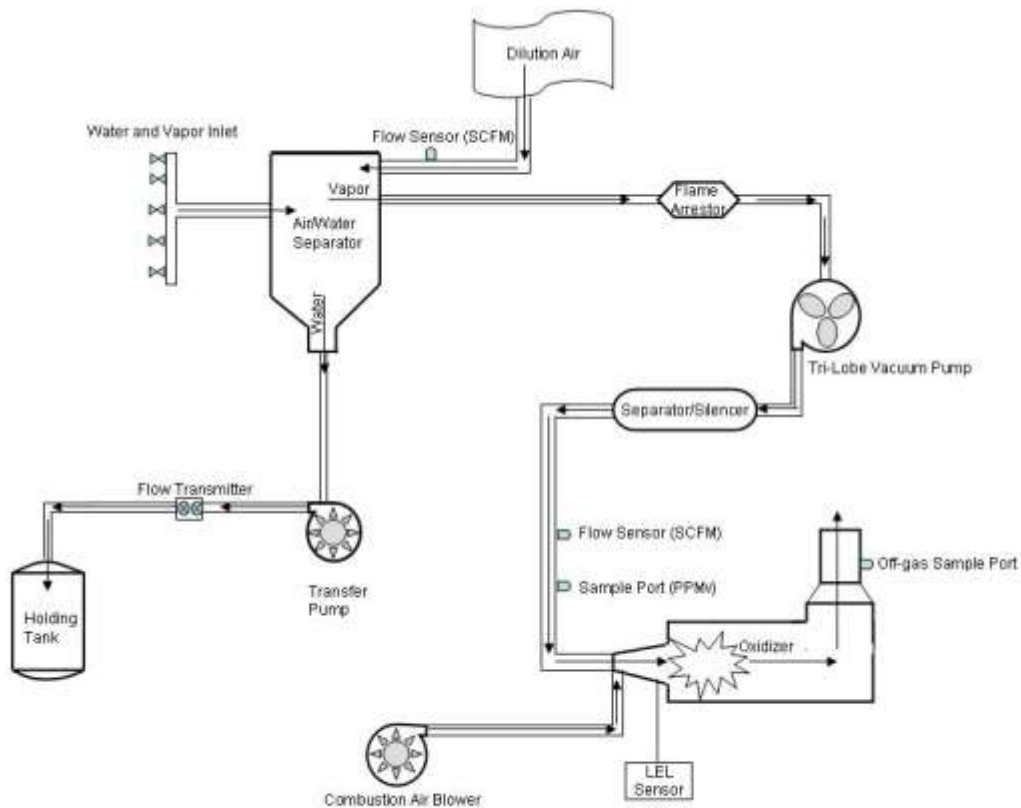 Dilution Air
Water and Vapor Inlet
Flow Sensor (SCFM)
Vapor
Flame
Arrestor
Air/Water
Separator
Water
Tri-Lobe Vacuum Pump
Separator/Silencer
Flow Transmitter
Flow Sensor (SCFM)
Off-gas Sample Port
Sample Port (PPMv)
Transfer
Pump
Holding
Tank
Oxidizer
LEL
Sensor
Combustion Air Blower